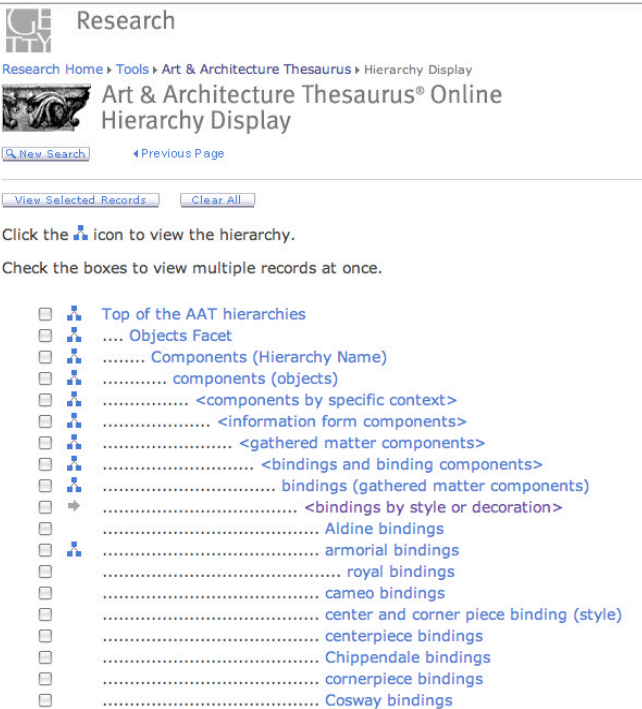 GE
TTY
Research
Research Home ▸ Tools ▸ Art & Architecture Thesaurus ▸ Hierarchy Display
Art & Architecture Thesaurus® Online
Hierarchy Display
New Search
Previous Page
View Selected Records
Clear All
Click the icon to view the hierarchy.
Check the boxes to view multiple records at once.
Top of the AAT hierarchies
.... Objects Facet
........ Components (Hierarchy Name)
............ components (objects)
................ <components by specific context>
.................... <information form components>
........................ <gathered matter components>
............................ <bindings and binding components>
................................ bindings (gathered matter components)
.................................... <bindings by style or decoration>
........................................ Aldine bindings
........................................ armorial bindings
............................................ royal bindings
........................................ cameo bindings
........................................ center and corner piece binding (style)
........................................ centerpiece bindings
........................................ Chippendale bindings
........................................ cornerpiece bindings
........................................ Cosway bindings